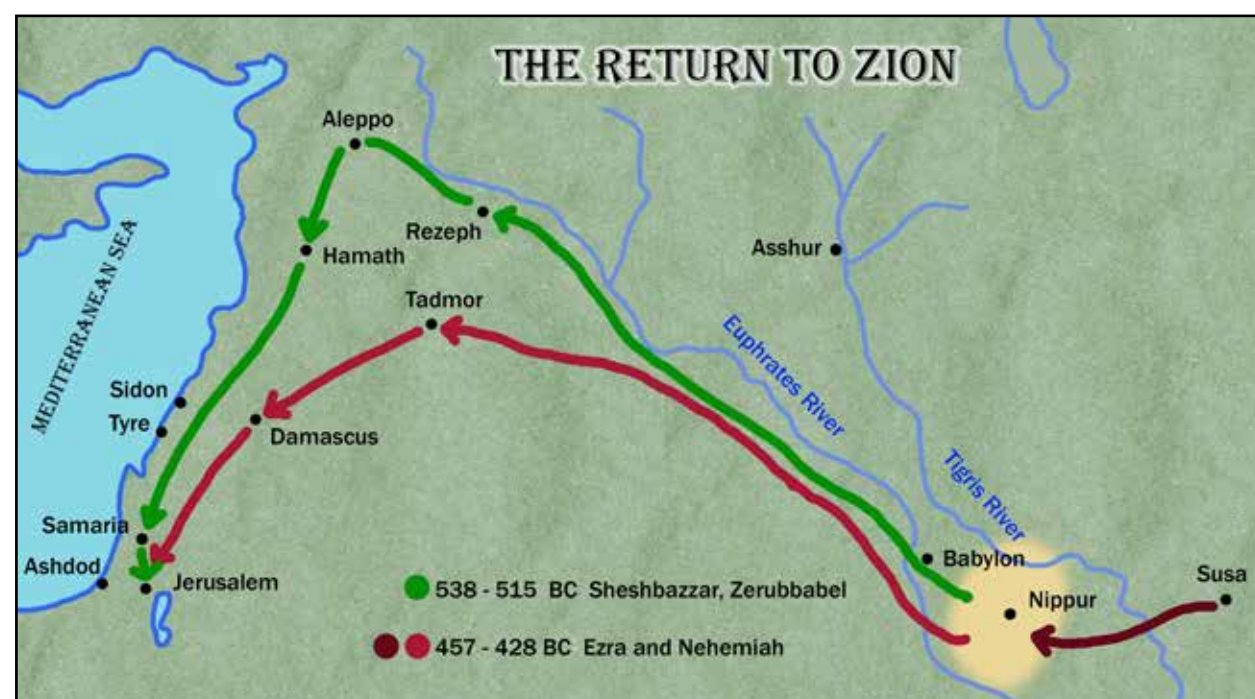 THE RETURN TO ZION
Aleppo
Rezeph
Hamath
Asshur
Tadmor
MEDITERRANEAN SEA
Euphrates River
Sidon
Tyre
Damascus
Tigris River
Samaria
Ashdod
Jerusalem
Babylon
Nippur
Susa
538 - 515 BC Sheshbazzar, Zerubbabel
457 - 428 BC Ezra and Nehemiah